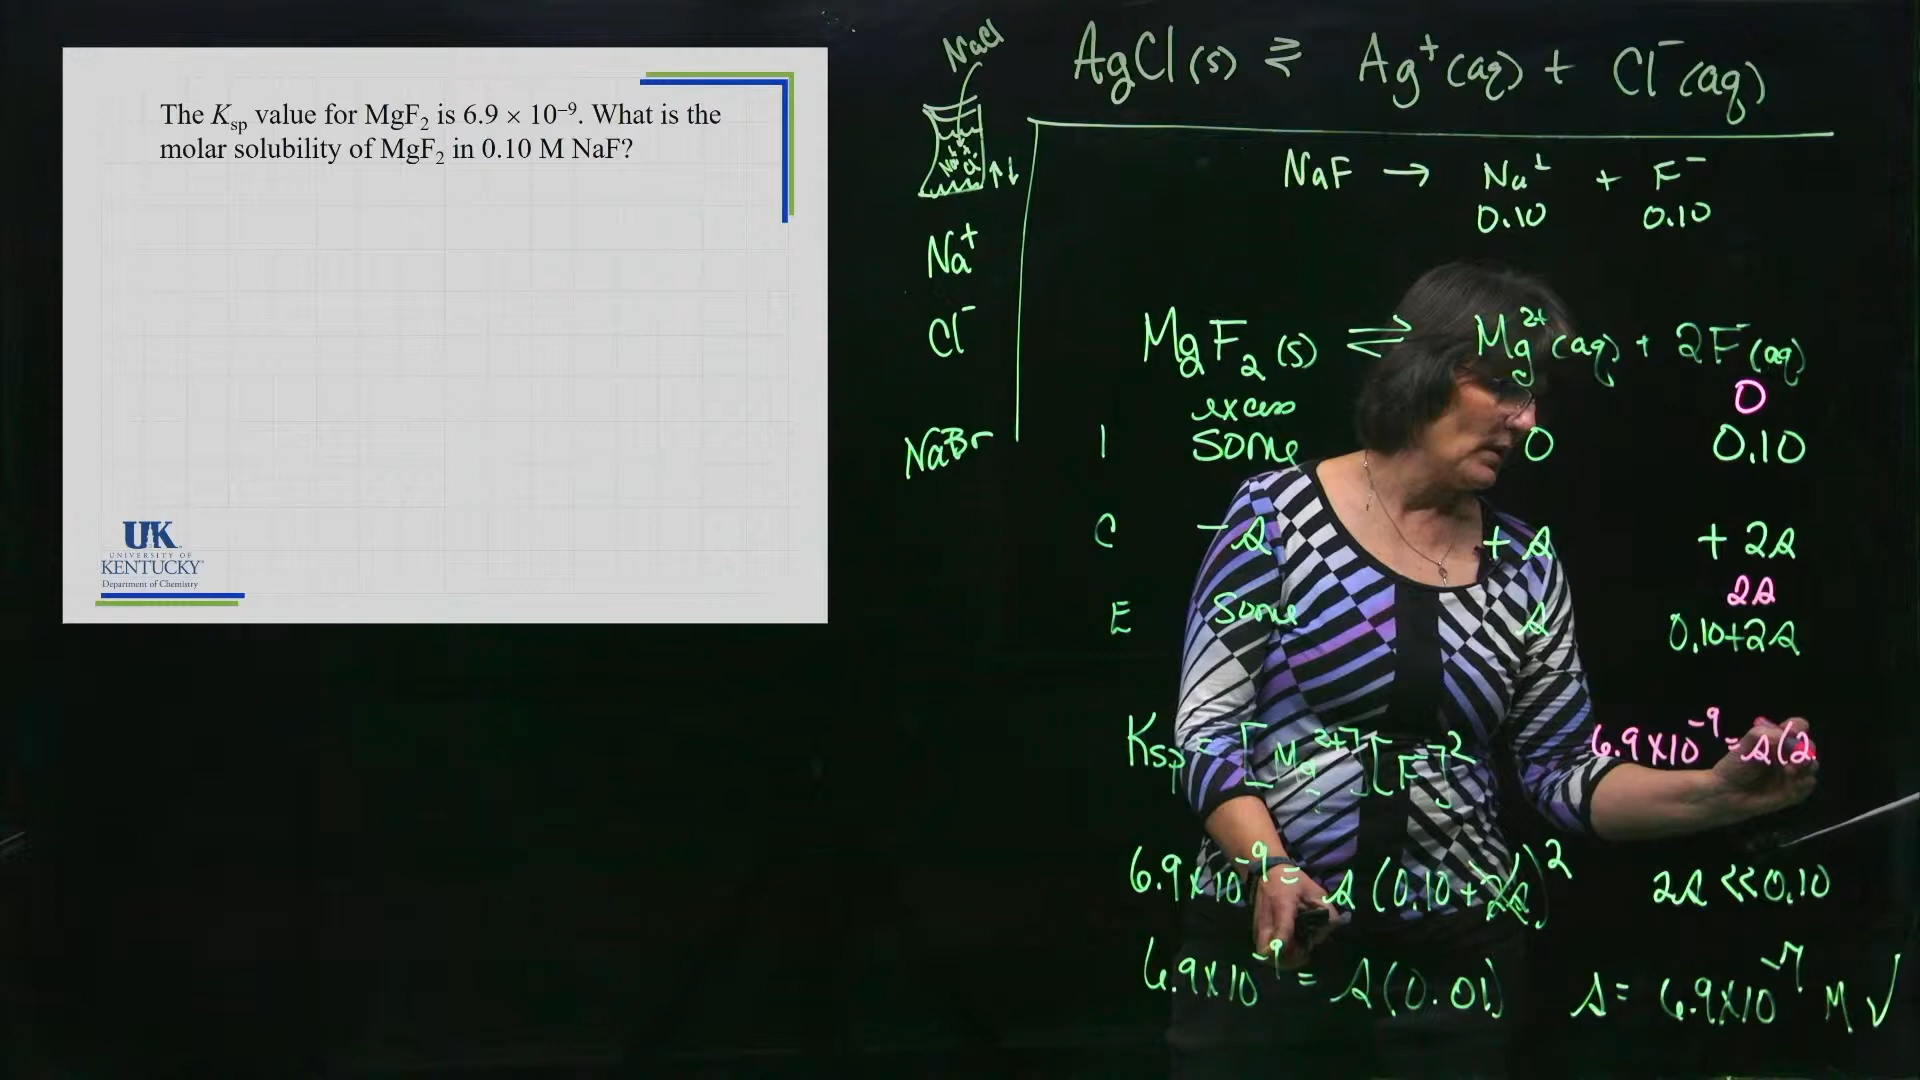 The Ksp value for MgF₂ is 6.9 × 10⁻⁹. What is the
molar solubility of MgF₂ in 0.10 M NaF?
UK
UNIVERSITY OF
KENTUCKY
Department of Chemistry
NaCl
Na⁺
Cl⁻
NaBr
AgCl (s) ⇌ Ag⁺ (aq) + Cl⁻ (aq)
NaF → Na⁺ + F⁻
0.10 0.10
MgF₂ (s) ⇌ Mg²⁺ (aq) + 2F⁻ (aq)
excess 0
I Some 0 0.10
C - s + s + 2s
2s
E Some s 0.10+2s
Ksp = [Mg²⁺][F⁻]²
6.9×10⁻⁹ = s(2
6.9×10⁻⁹ = s (0.10 + 2s)² 2s << 0.10
6.9×10⁻⁹ = s(0.01) s = 6.9×10⁻⁷ M ✓